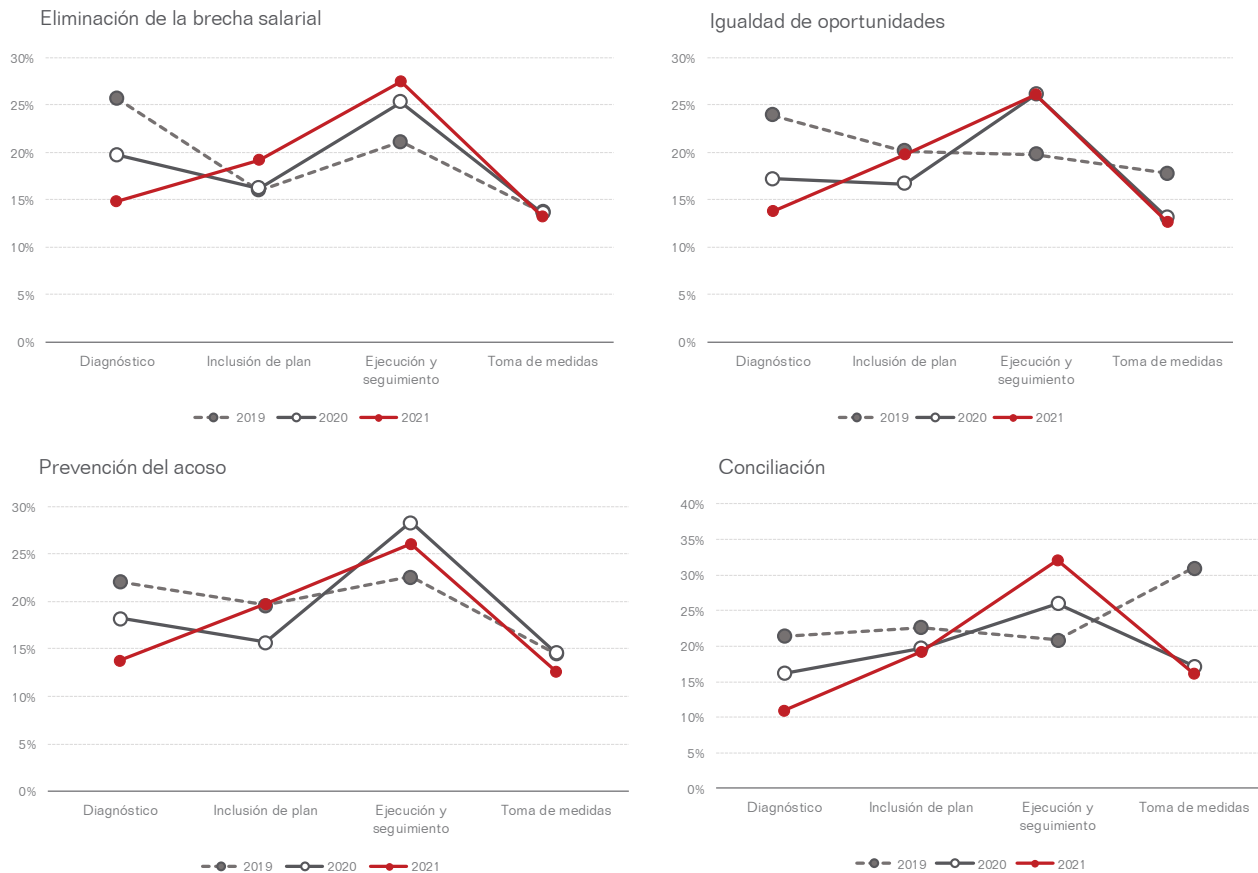 Eliminación de la brecha salarial
30%
25%
20%
15%
10%
5%
0%
Diagnóstico
Inclusión de plan
Ejecución y
seguimiento
Toma de medidas
2019
2020
2021
Igualdad de oportunidades
30%
25%
20%
15%
10%
5%
0%
Diagnóstico
Inclusión de plan
Ejecución y
seguimiento
Toma de medidas
2019
2020
2021
Prevención del acoso
30%
25%
20%
15%
10%
5%
0%
Diagnóstico
Inclusión de plan
Ejecución y
seguimiento
Toma de medidas
2019
2020
2021
Conciliación
40%
35%
30%
25%
20%
15%
10%
5%
0%
Diagnóstico
Inclusión de plan
Ejecución y
seguimiento
Toma de medidas
2019
2020
2021